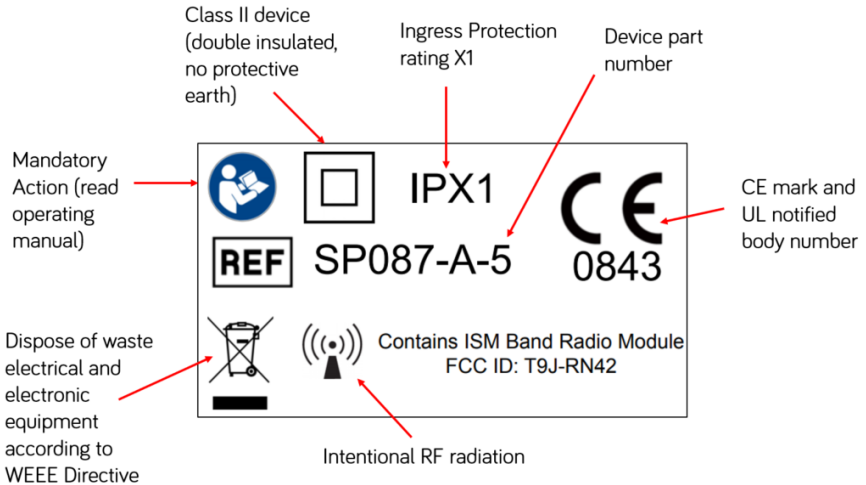 Class II device
(double insulated,
no protective
earth)
Ingress Protection
rating X1
Device part
number
Mandatory
Action (read
operating
manual)
IPX1
CE
0843
CE mark and
UL notified
body number
REF
SP087-A-5
Dispose of waste
electrical and
electronic
equipment
according to
WEEE Directive
Contains ISM Band Radio Module
FCC ID: T9J-RN42
Intentional RF radiation